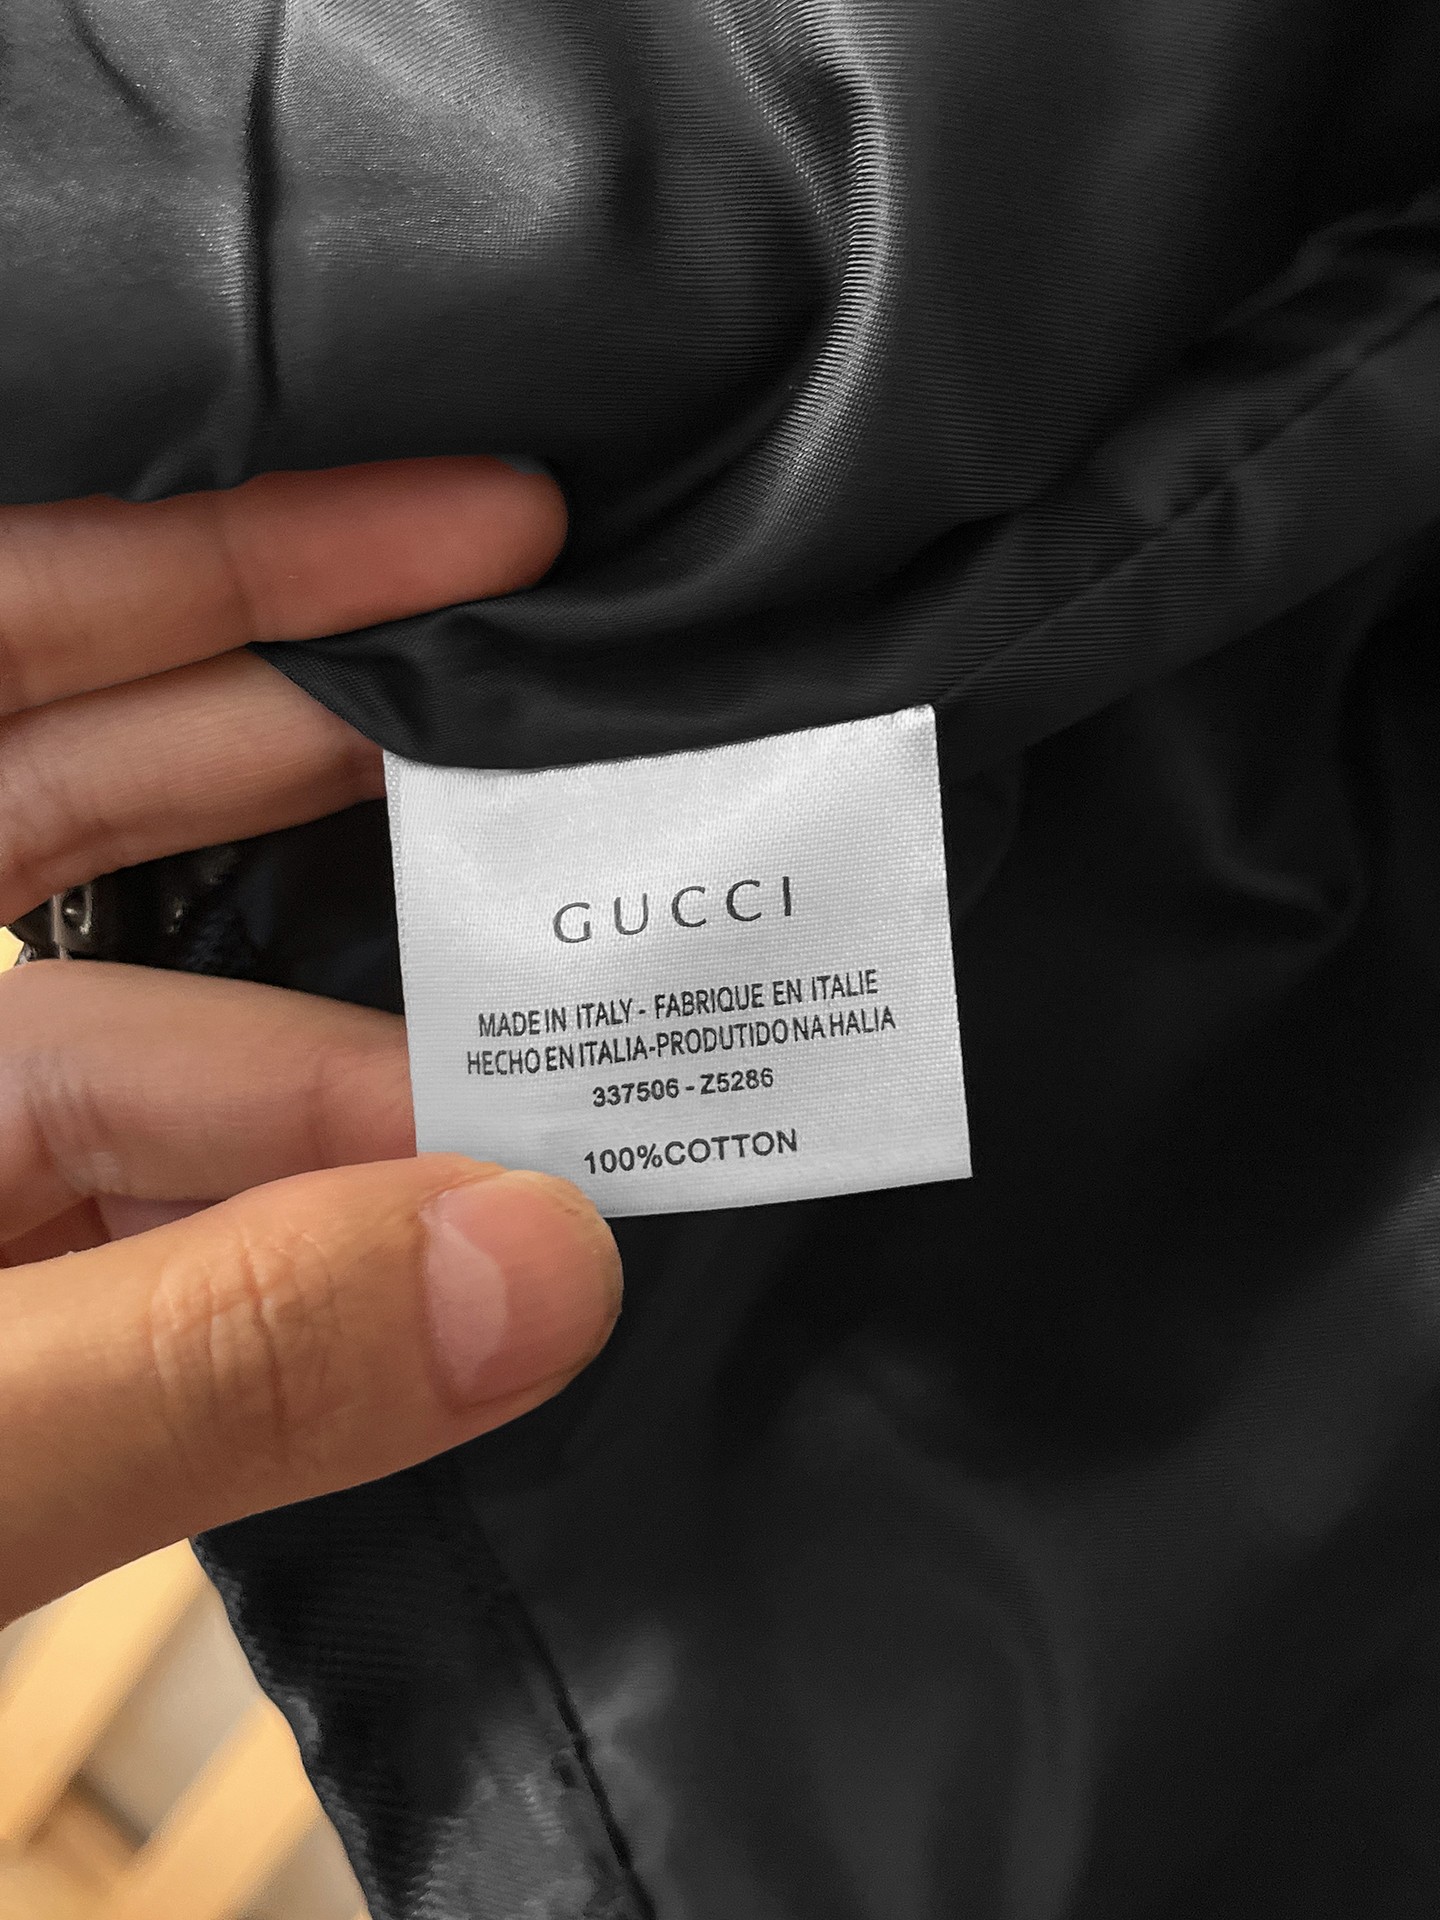 GUCCI
MADE IN ITALY - FABRIQUE EN ITALIE
HECHO EN ITALIA-PRODUTIDO NA HALIA
337506 - Z5286
100%COTTON